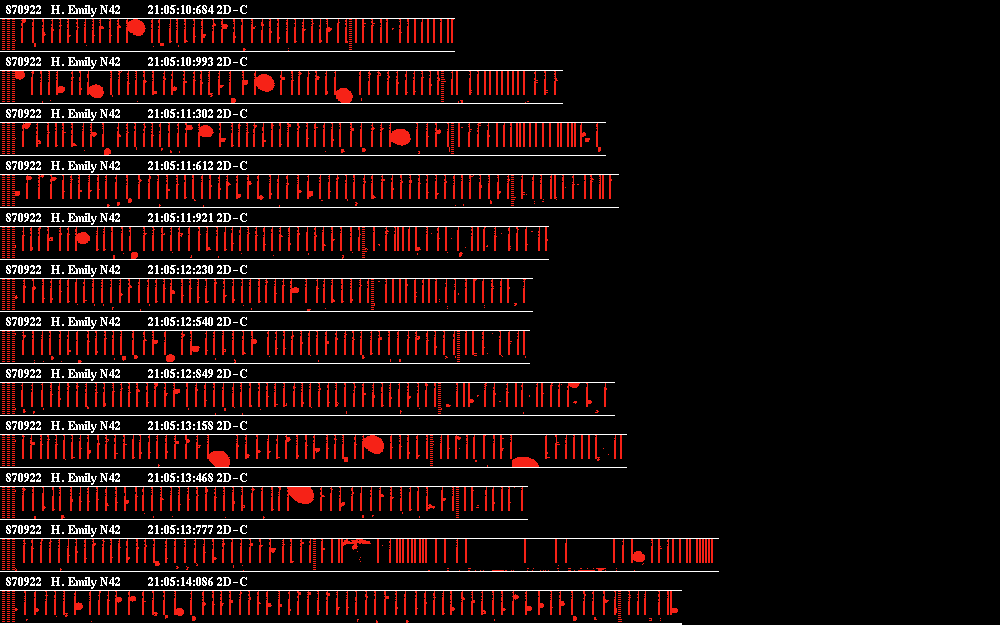 870922 H. Emily N42 21:05:10:684 2D-C
870922 H. Emily N42 21:05:10:993 2D-C
870922 H. Emily N42 21:05:11:302 2D-C
870922 H. Emily N42 21:05:11:612 2D-C
870922 H. Emily N42 21:05:11:921 2D-C
870922 H. Emily N42 21:05:12:230 2D-C
870922 H. Emily N42 21:05:12:540 2D-C
870922 H. Emily N42 21:05:12:849 2D-C
870922 H. Emily N42 21:05:13:158 2D-C
870922 H. Emily N42 21:05:13:468 2D-C
870922 H. Emily N42 21:05:13:777 2D-C
870922 H. Emily N42 21:05:14:086 2D-C